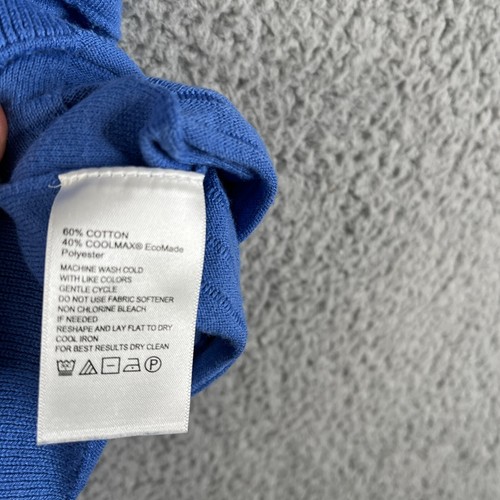 60% COTTON
40% COOLMAX® EcoMade
Polyester
MACHINE WASH COLD
WITH LIKE COLORS
GENTLE CYCLE
DO NOT USE FABRIC SOFTENER
NON CHLORINE BLEACH
IF NEEDED
RESHAPE AND LAY FLAT TO DRY
COOL IRON
FOR BEST RESULTS DRY CLEAN
P